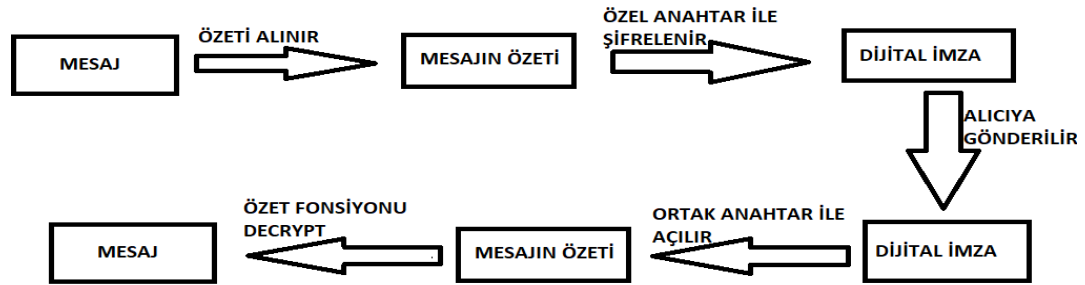 MESAJ
ÖZETİ ALINIR
MESAJIN ÖZETİ
ÖZEL ANAHTAR İLE
ŞİFRELENİR
DİJİTAL İMZA
ALICIYA
GÖNDERİLİR
DİJİTAL İMZA
ORTAK ANAHTAR İLE
AÇILIR
MESAJIN ÖZETİ
ÖZET FONSİYONU
DECRYPT
MESAJ